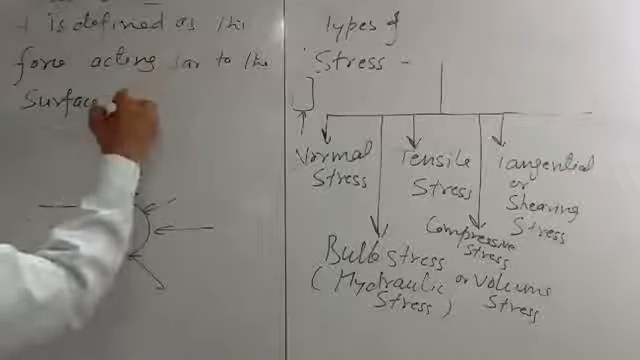 t is defined as the
force acting lar to the
Surface
Types of
Stress -
Normal
Stress
Tensile
Stress
Tangential
or
Shearing
Stress
Compressive
Stress
Bulk Stress
(Hydraulic or Volume
Stress) Stress